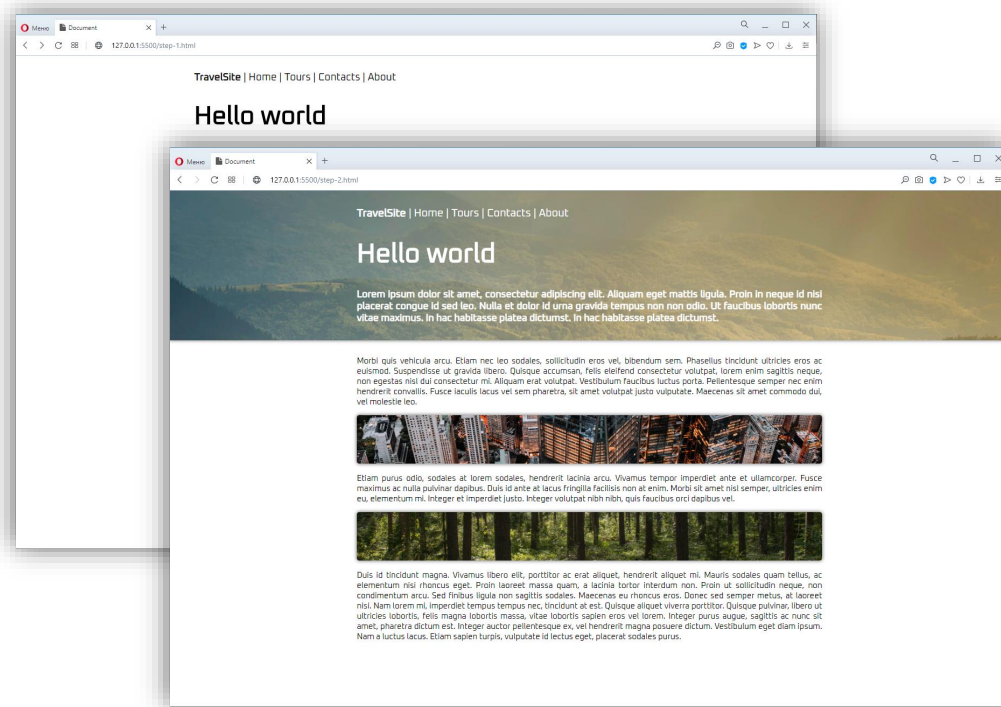 Меню
Document
127.0.0.1:5500/step-1.html
TravelSite | Home | Tours | Contacts | About
Hello world
Меню
Document
127.0.0.1:5500/step-2.html
TravelSite | Home | Tours | Contacts | About
Hello world
Lorem ipsum dolor sit amet, consectetur adipiscing elit. Aliquam eget mattis ligula. Proin in neque id nisi
placerat congue id sed leo. Nulla et dolor id urna gravida tempus non non odio. Ut faucibus lobortis nunc
vitae maximus. In hac habitasse platea dictumst. In hac habitasse platea dictumst.
Morbi quis vehicula arcu. Etiam nec leo sodales, sollicitudin eros vel, bibendum sem. Phasellus tincidunt ultricies eros ac
euismod. Suspendisse ut gravida libero. Quisque accumsan, felis eleifend consectetur volutpat, lorem enim sagittis neque,
non egestas nisl dui consectetur mi. Aliquam erat volutpat. Vestibulum faucibus luctus porta. Pellentesque semper nec enim
hendrerit convallis. Fusce iaculis lacus vel sem pharetra, sit amet volutpat justo vulputate. Maecenas sit amet commodo dui,
vel molestie leo.
Etiam purus odio, sodales at lorem sodales, hendrerit lacinia arcu. Vivamus tempor imperdiet ante et ullamcorper. Fusce
maximus ac nulla pulvinar dapibus. Duis id ante at lacus fringilla facilisis non at enim. Morbi sit amet nisl semper, ultricies enim
eu, elementum mi. Integer et imperdiet justo. Integer volutpat nibh nibh, quis faucibus orci dapibus vel.
Duis id tincidunt magna. Vivamus libero elit, porttitor ac erat aliquet, hendrerit aliquet mi. Mauris sodales quam tellus, ac
elementum nisi rhoncus eget. Proin laoreet massa quam, a lacinia tortor interdum non. Proin ut sollicitudin neque, non
condimentum arcu. Sed finibus ligula non sagittis sodales. Maecenas eu rhoncus eros. Donec sed semper metus, at laoreet
nisi. Nam lorem mi, imperdiet tempus tempus nec, tincidunt at est. Quisque aliquet viverra porttitor. Quisque pulvinar, libero ut
ultricies lobortis, felis magna lobortis massa, vitae lobortis sapien eros vel lorem. Integer purus augue, sagittis ac nunc sit
amet, pharetra dictum est. Integer auctor pellentesque ex, vel hendrerit magna posuere dictum. Vestibulum eget diam ipsum.
Nam a luctus lacus. Etiam sapien turpis, vulputate id lectus eget, placerat sodales purus.